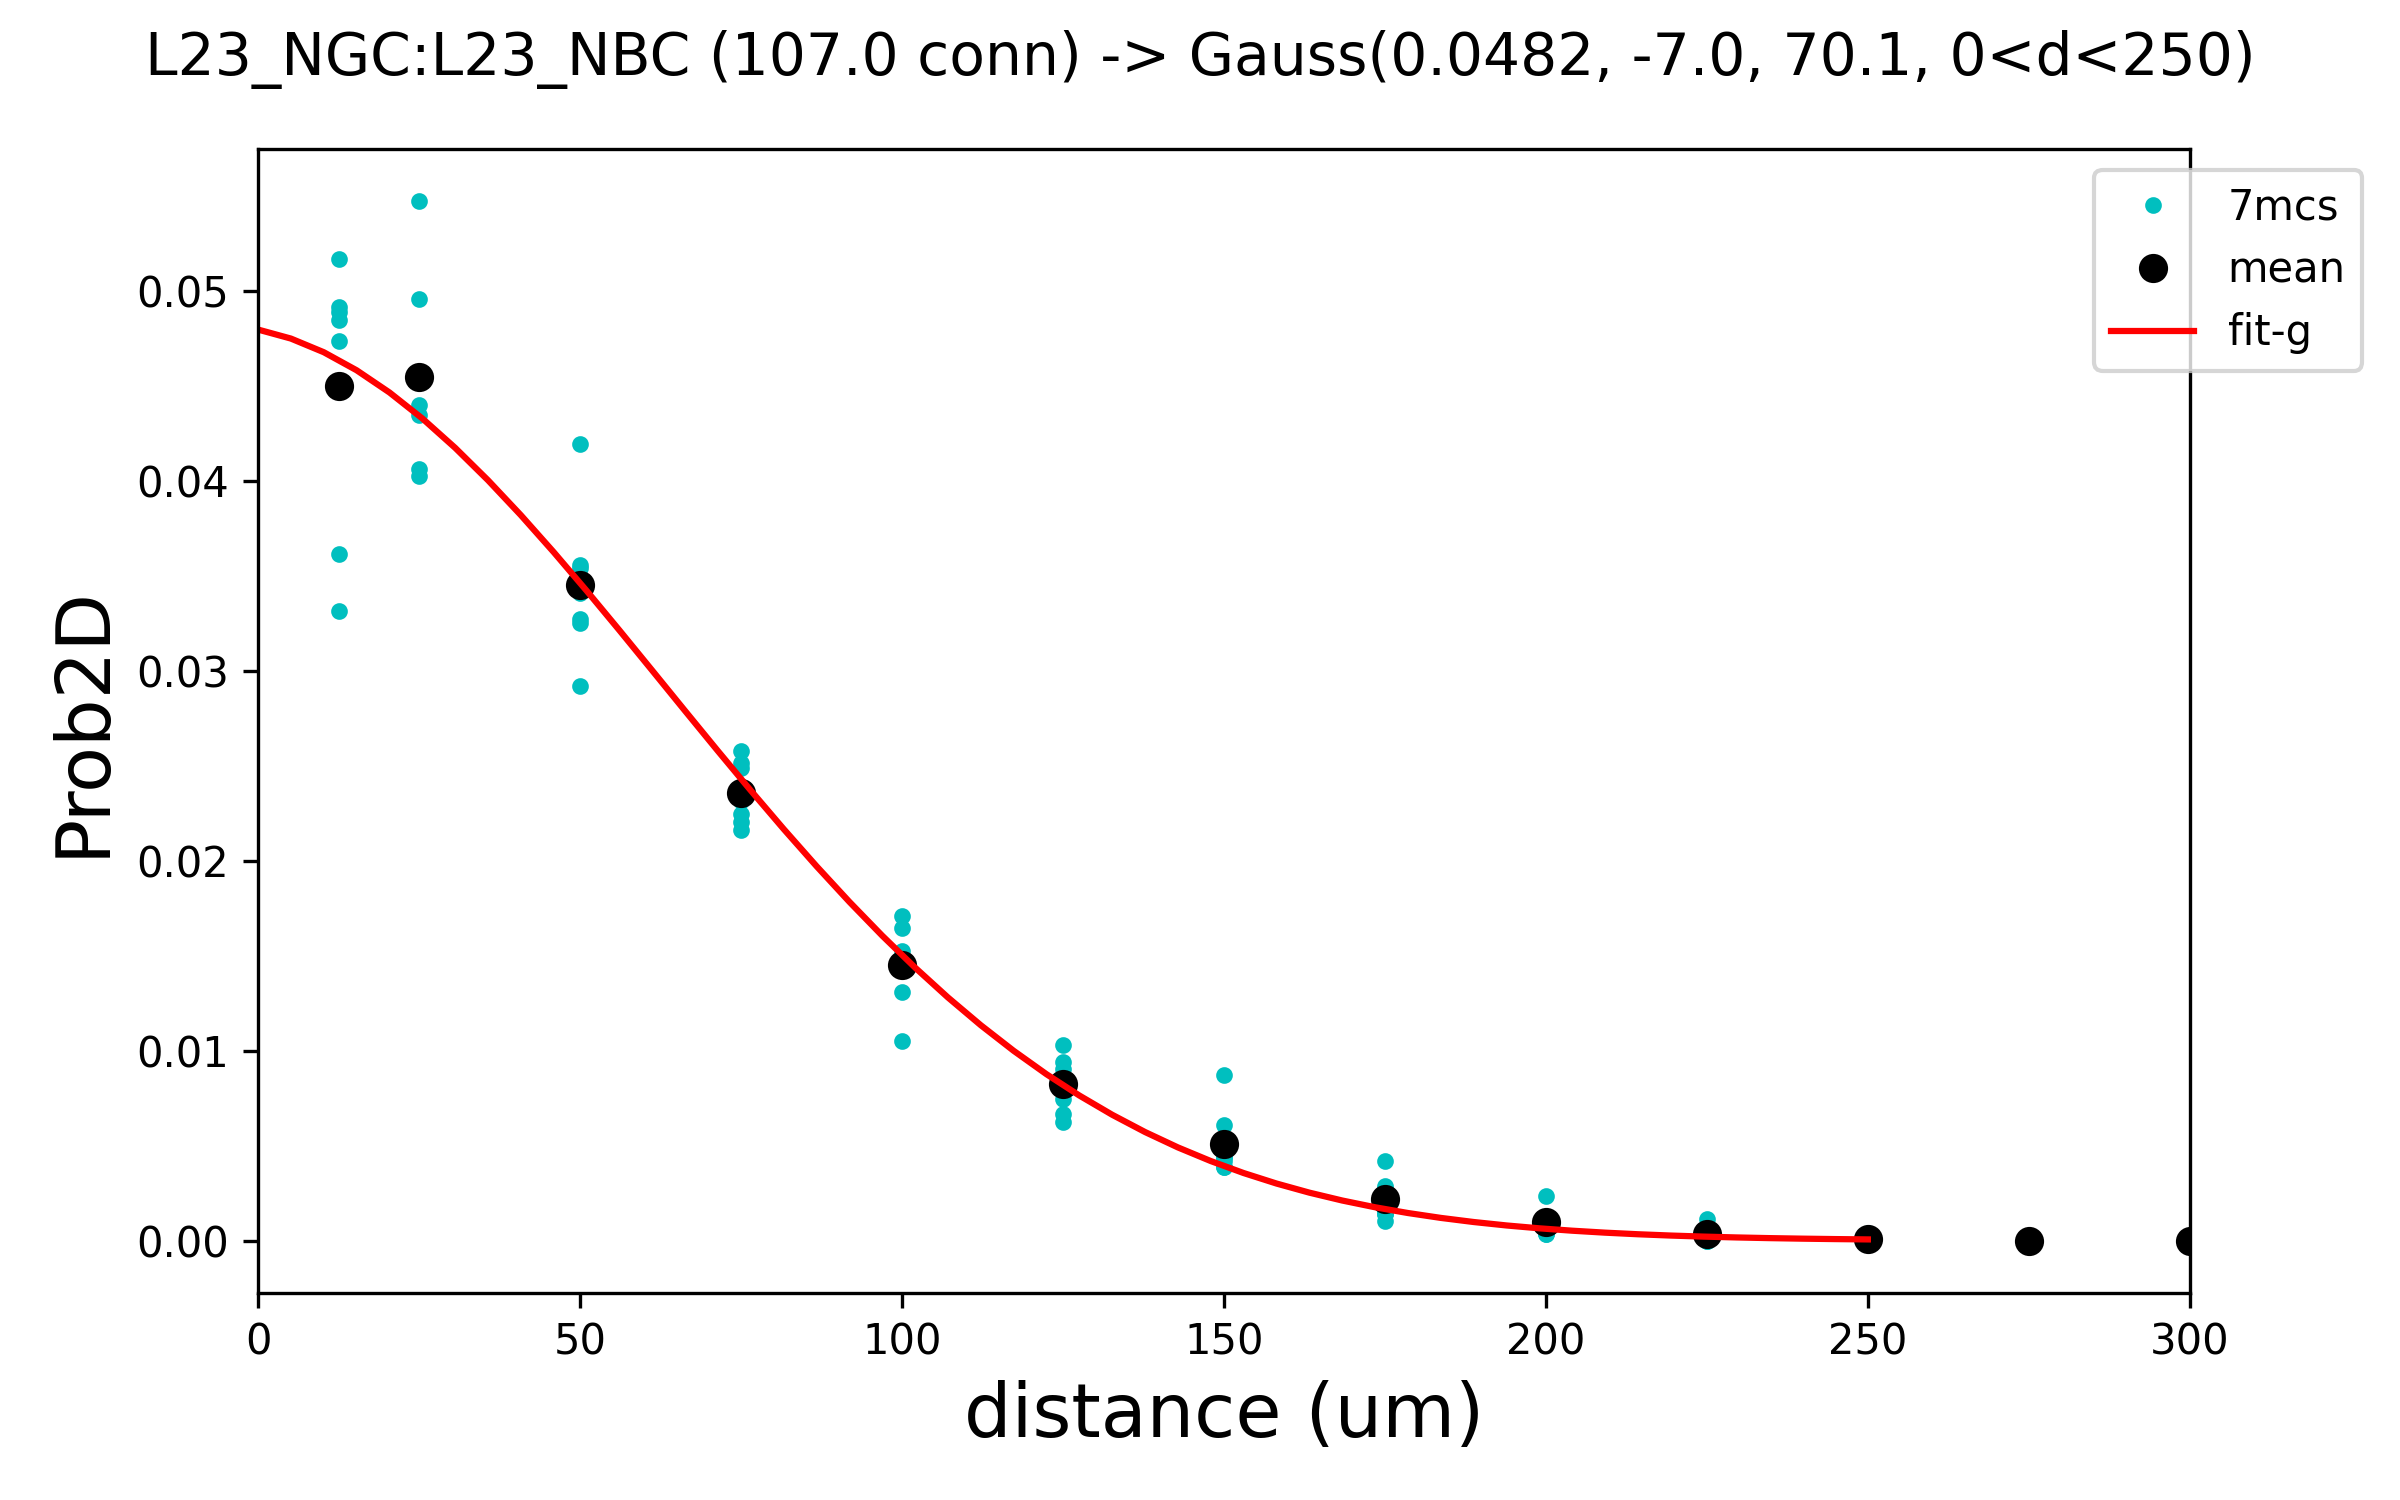 L23_NGC:L23_NBC (107.0 conn) -> Gauss(0.0482, -7.0, 70.1, 0<d<250)
7mcs
mean
fit-g
Prob2D
0.05
0.04
0.03
0.02
0.01
0.00
0 50 100 150 200 250 300
distance (um)